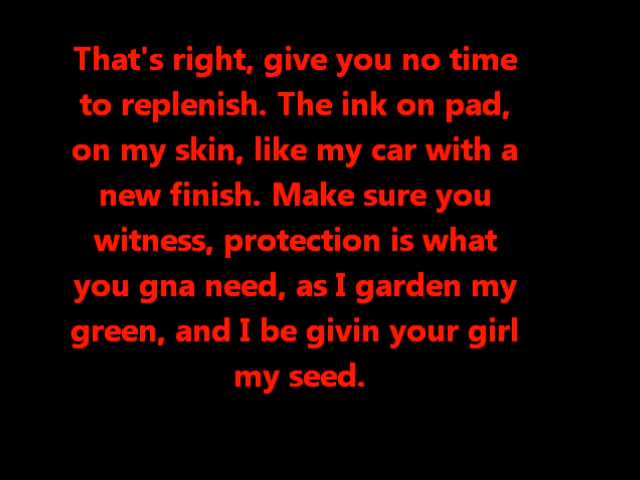 That's right, give you no time
to replenish. The ink on pad,
on my skin, like my car with a
new finish. Make sure you
witness, protection is what
you gna need, as I garden my
green, and I be givin your girl
my seed.